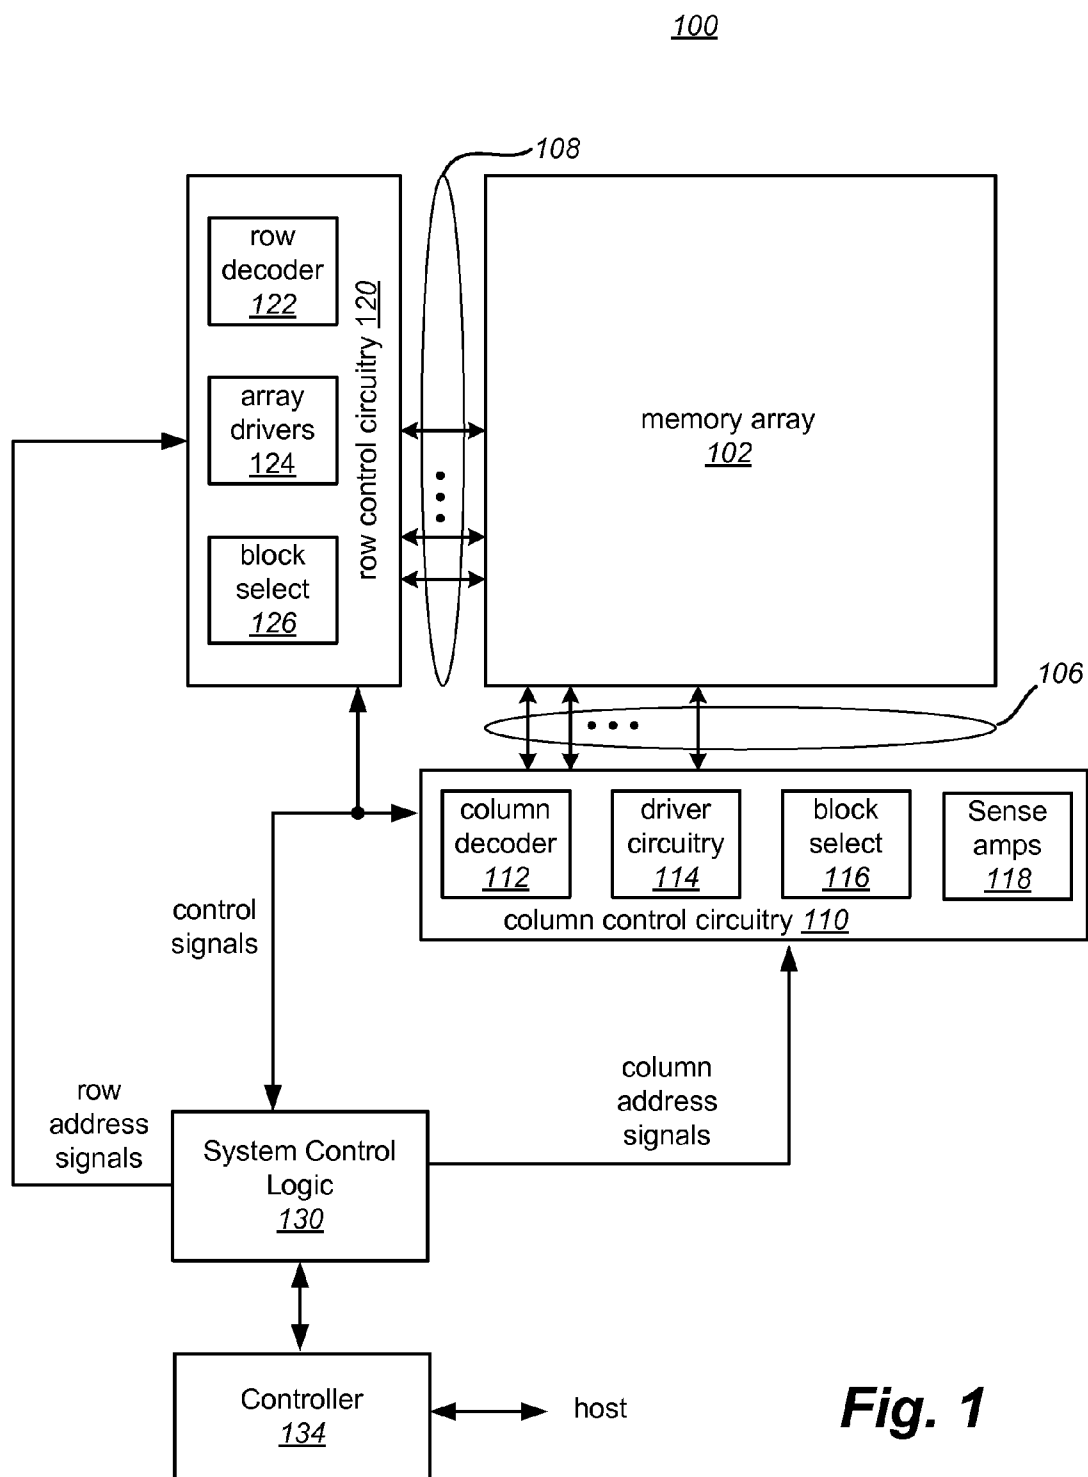 100
108
row
decoder
122
array
drivers
124
block
select
126
row control circuitry 120
memory array
102
106
column
decoder
112
driver
circuitry
114
block
select
116
Sense
amps
118
column control circuitry 110
control
signals
row
address
signals
column
address
signals
System Control
Logic
130
Controller
134
host
Fig. 1